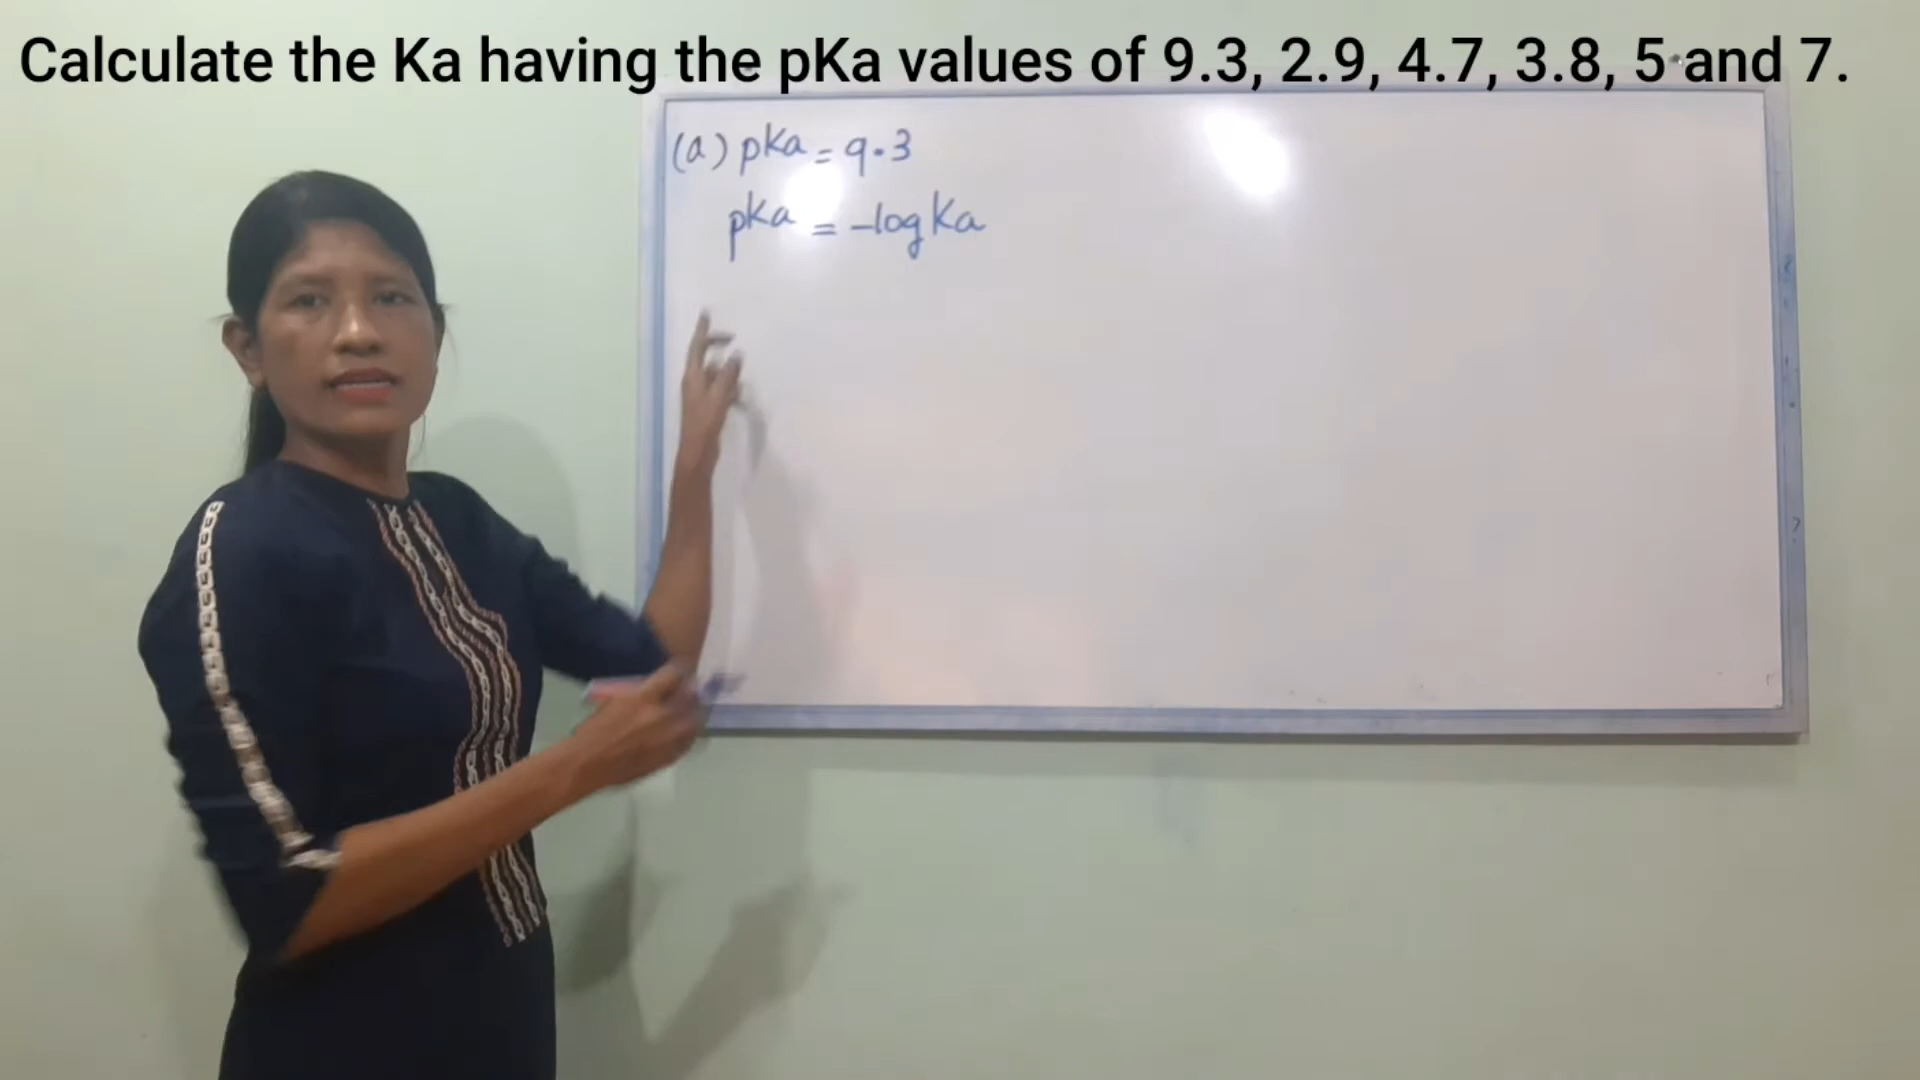 Calculate the Ka having the pKa values of 9.3, 2.9, 4.7, 3.8, 5 and 7.
(a) pKa = 9.3
pKa = -log Ka